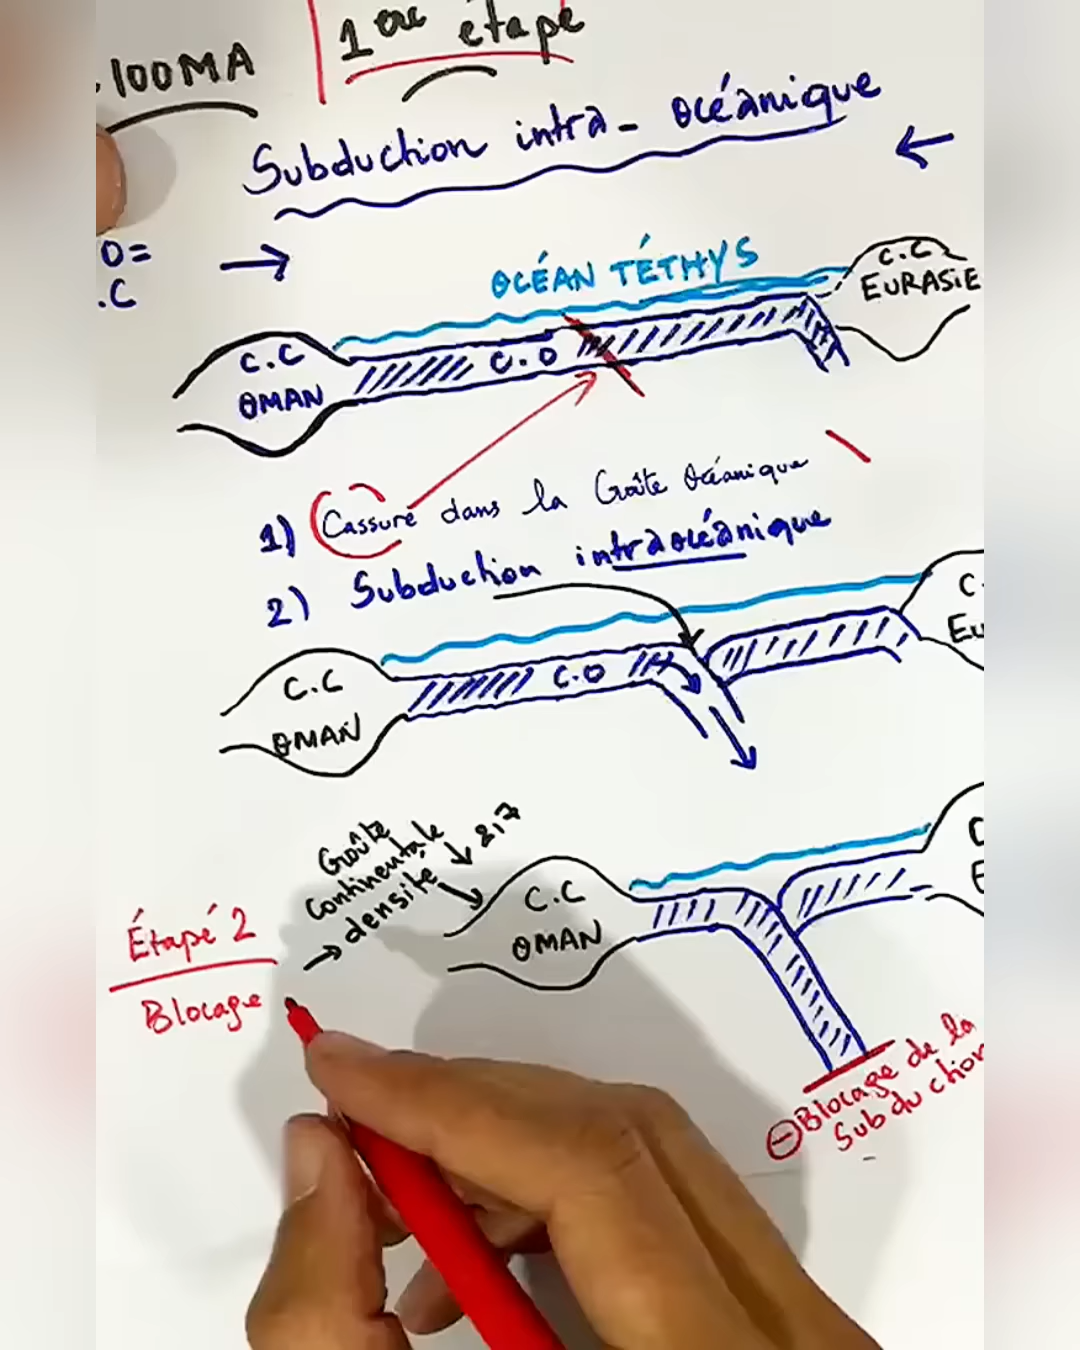 -100MA
1ère étape
Subduction intra-océanique
O=
.C
OCÉAN TÉTHYS
C.C
EURASIE
C.C
OMAN
C.O
1) Cassure dans la Croûte Océanique
2) Subduction intraocéanique
C.C
OMAN
C.O
C.
Eu
Croûte
Continentale
→ densité ↓ 2,7
C.C
OMAN
C
E
Étape 2
Blocage
⊖ Blocage de la
Subduction